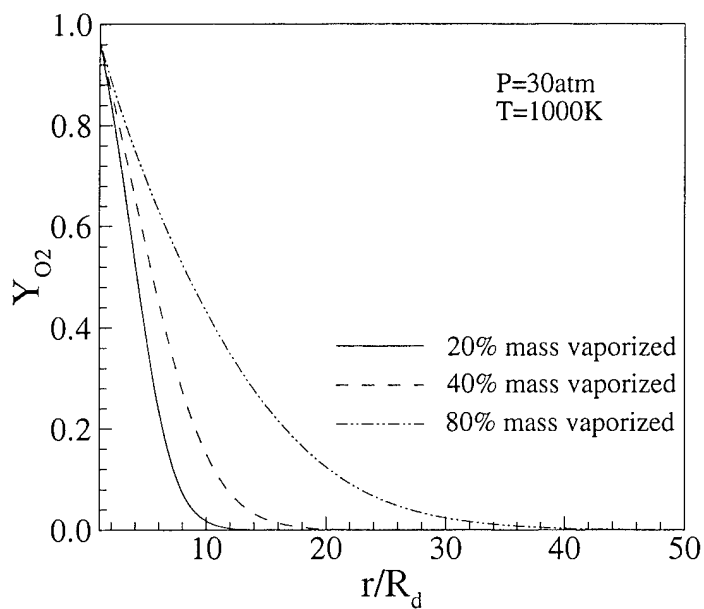 1.0
P=30atm
T=1000K
0.8
0.6
Y_O2
0.4
20% mass vaporized
40% mass vaporized
80% mass vaporized
0.2
0.0
10 20 30 40 50
r/R_d